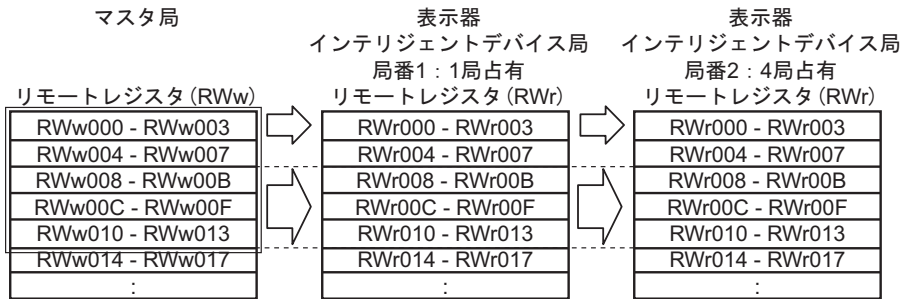 マスタ局
表示器
インテリジェントデバイス局
局番1：1局占有
表示器
インテリジェントデバイス局
局番2：4局占有
リモートレジスタ(RWw)
リモートレジスタ(RWr)
リモートレジスタ(RWr)
RWw000 - RWw003
RWr000 - RWr003
RWr000 - RWr003
RWw004 - RWw007
RWr004 - RWr007
RWr004 - RWr007
RWw008 - RWw00B
RWr008 - RWr00B
RWr008 - RWr00B
RWw00C - RWw00F
RWr00C - RWr00F
RWr00C - RWr00F
RWw010 - RWw013
RWr010 - RWr013
RWr010 - RWr013
RWw014 - RWw017
RWr014 - RWr017
RWr014 - RWr017
:
:
: